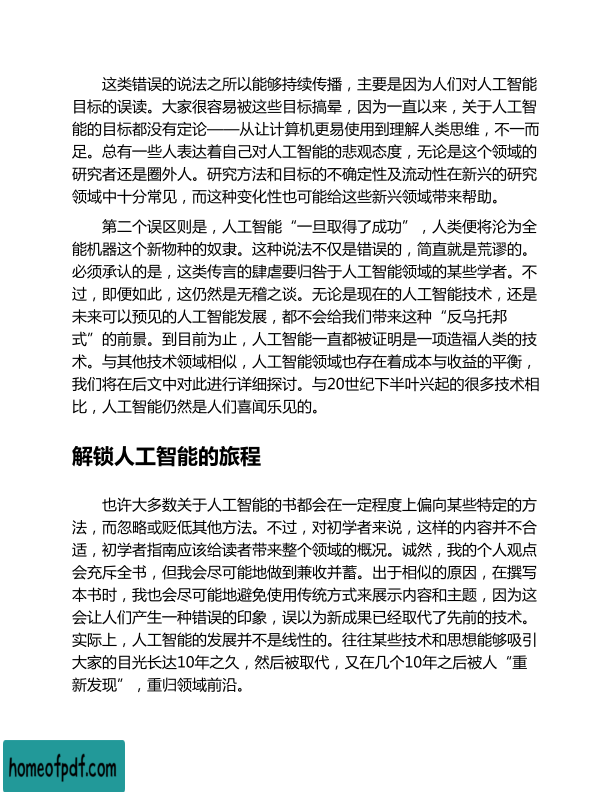 这类错误的说法之所以能够持续传播，主要是因为人们对人工智能
目标的误读。大家很容易被这些目标搞晕，因为一直以来，关于人工智
能的目标都没有定论——从让计算机更易使用到理解人类思维，不一而
足。总有一些人表达着自己对人工智能的悲观态度，无论是这个领域的
研究者还是圈外人。研究方法和目标的不确定性及流动性在新兴的研究
领域中十分常见，而这种变化性也可能给这些新兴领域带来帮助。
第二个误区则是，人工智能“一旦取得了成功”，人类便将沦为全
能机器这个新物种的奴隶。这种说法不仅是错误的，简直就是荒谬的。
必须承认的是，这类传言的肆虐要归咎于人工智能领域的某些学者。不
过，即便如此，这仍然是无稽之谈。无论是现在的人工智能技术，还是
未来可以预见的人工智能发展，都不会给我们带来这种“反乌托邦
式”的前景。到目前为止，人工智能一直都被证明是一项造福人类的技
术。与其他技术领域相似，人工智能领域也存在着成本与收益的平衡，
我们将在后文中对此进行详细探讨。与20世纪下半叶兴起的很多技术相
比，人工智能仍然是人们喜闻乐见的。
解锁人工智能的旅程
也许大多数关于人工智能的书都会在一定程度上偏向某些特定的方
法，而忽略或贬低其他方法。不过，对初学者来说，这样的内容并不合
适，初学者指南应该给读者带来整个领域的概况。诚然，我的个人观点
会充斥全书，但我会尽可能地做到兼收并蓄。出于相似的原因，在撰写
本书时，我也会尽可能地避免使用传统方式来展示内容和主题，因为这
会让人们产生一种错误的印象，误以为新成果已经取代了先前的技术。
实际上，人工智能的发展并不是线性的。往往某些技术和思想能够吸引
大家的目光长达10年之久，然后被取代，又在几个10年之后被人“重
新发现”，重归领域前沿。
homeofpdf.com